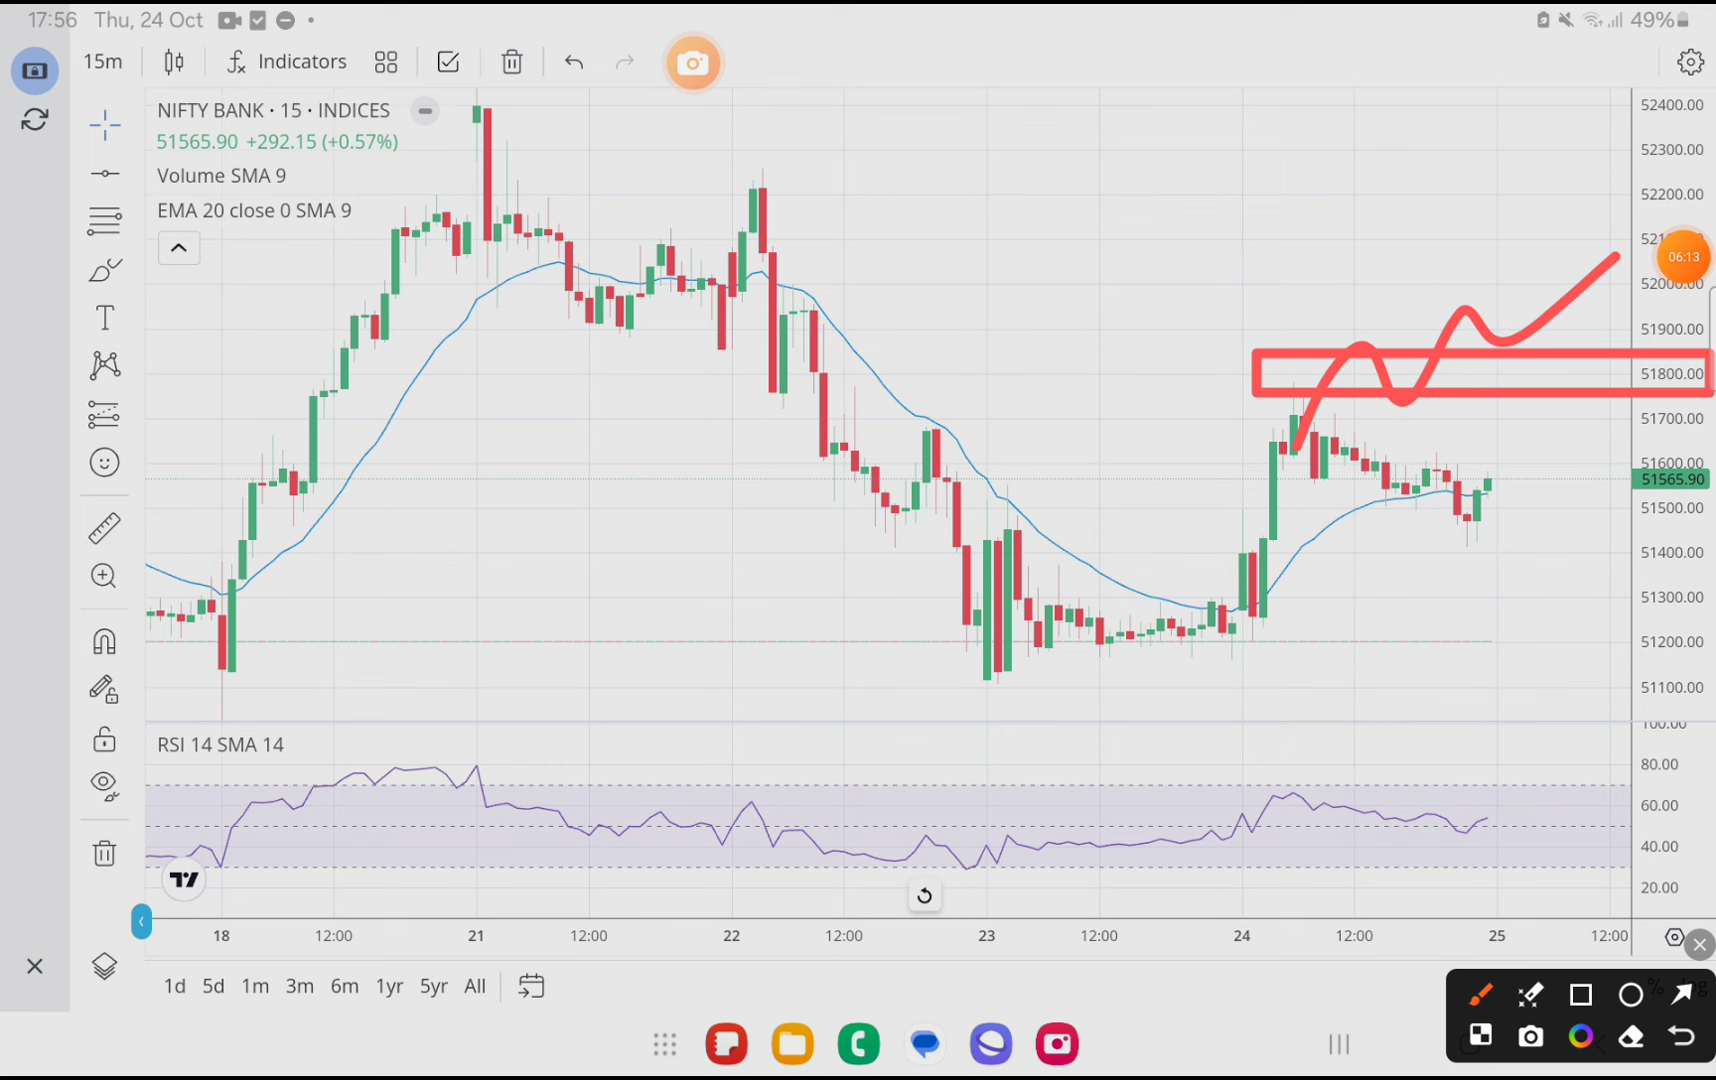 17:56 Thu, 24 Oct
49%
15m
Indicators
NIFTY BANK · 15 · INDICES
51565.90 +292.15 (+0.57%)
Volume SMA 9
EMA 20 close 0 SMA 9
52400.00
52300.00
52200.00
06:13
52000.00
51900.00
51800.00
51700.00
51600.00
51565.90
51500.00
51400.00
51300.00
51200.00
51100.00
RSI 14 SMA 14
100.00
80.00
60.00
40.00
20.00
18 12:00 21 12:00 22 12:00 23 12:00 24 12:00 25 12:00
1d 5d 1m 3m 6m 1yr 5yr All